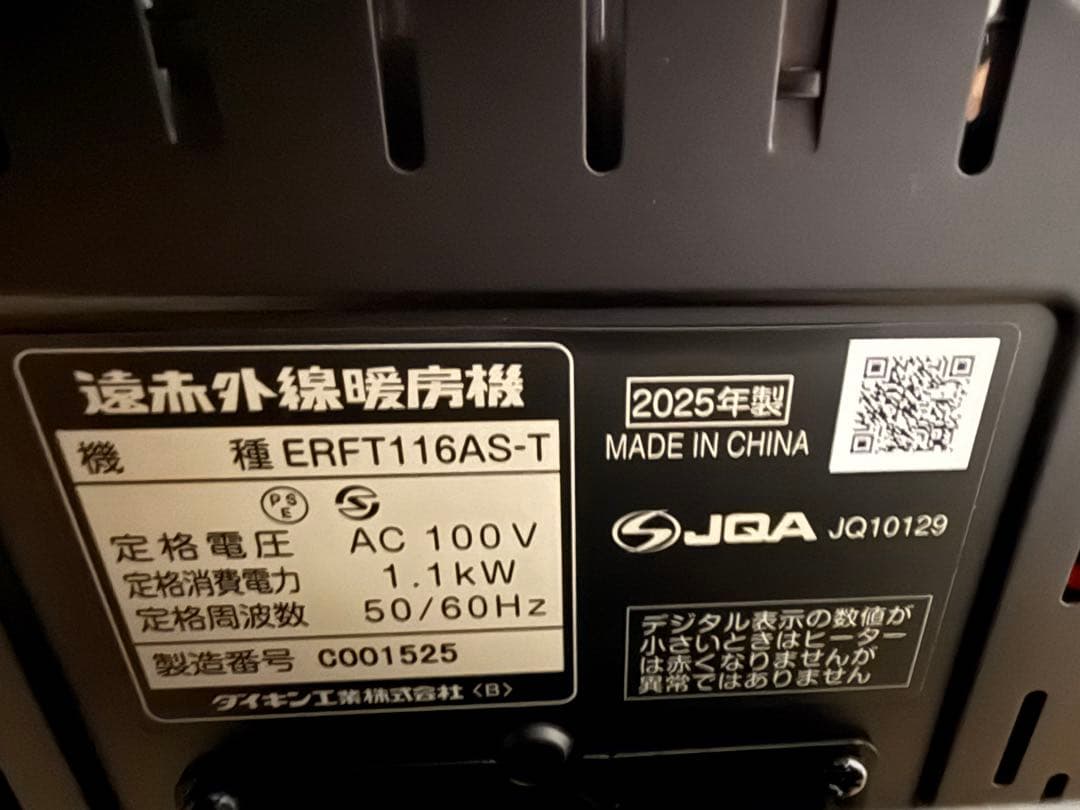 遠赤外線暖房機
機種 ERFT116AS-T
PSE
定格電圧 AC 100V
定格消費電力 1.1kW
定格周波数 50/60Hz
製造番号 C001525
ダイキン工業株式会社〈B〉
2025年製
MADE IN CHINA
JQA JQ10129
デジタル表示の数値が
小さいときはヒーター
は赤くなりませんが
異常ではありません